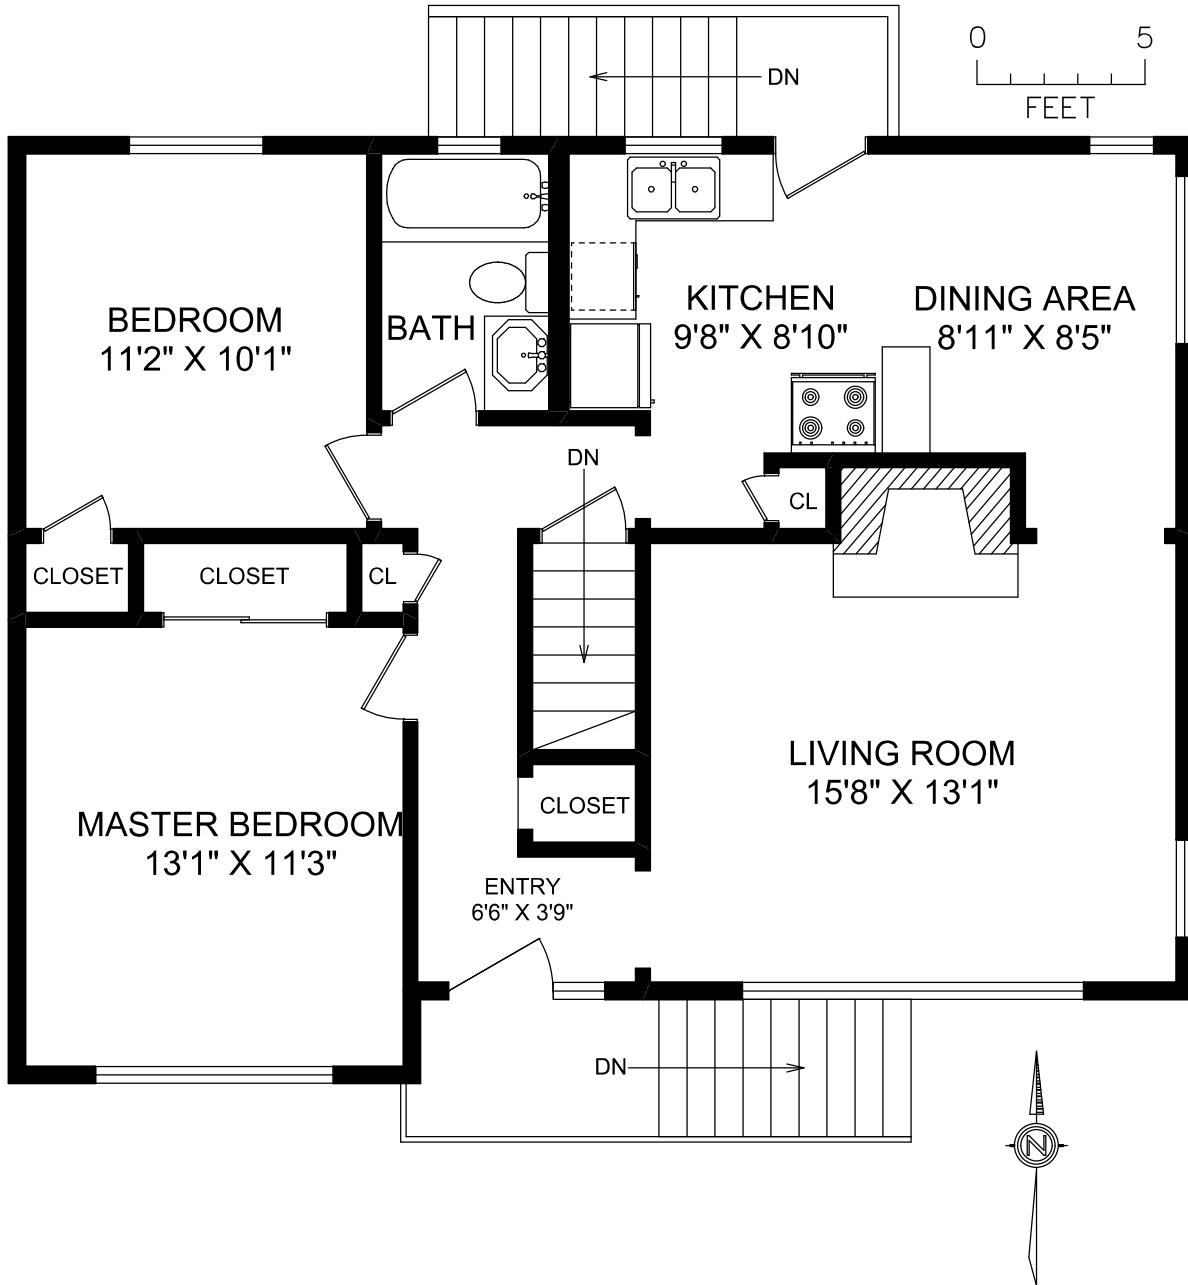 0 5
FEET
DN
BEDROOM
11'2" X 10'1"
BATH
KITCHEN
9'8" X 8'10"
DINING AREA
8'11" X 8'5"
DN
CL
CLOSET
CLOSET
CL
LIVING ROOM
15'8" X 13'1"
CLOSET
MASTER BEDROOM
13'1" X 11'3"
ENTRY
6'6" X 3'9"
DN
N